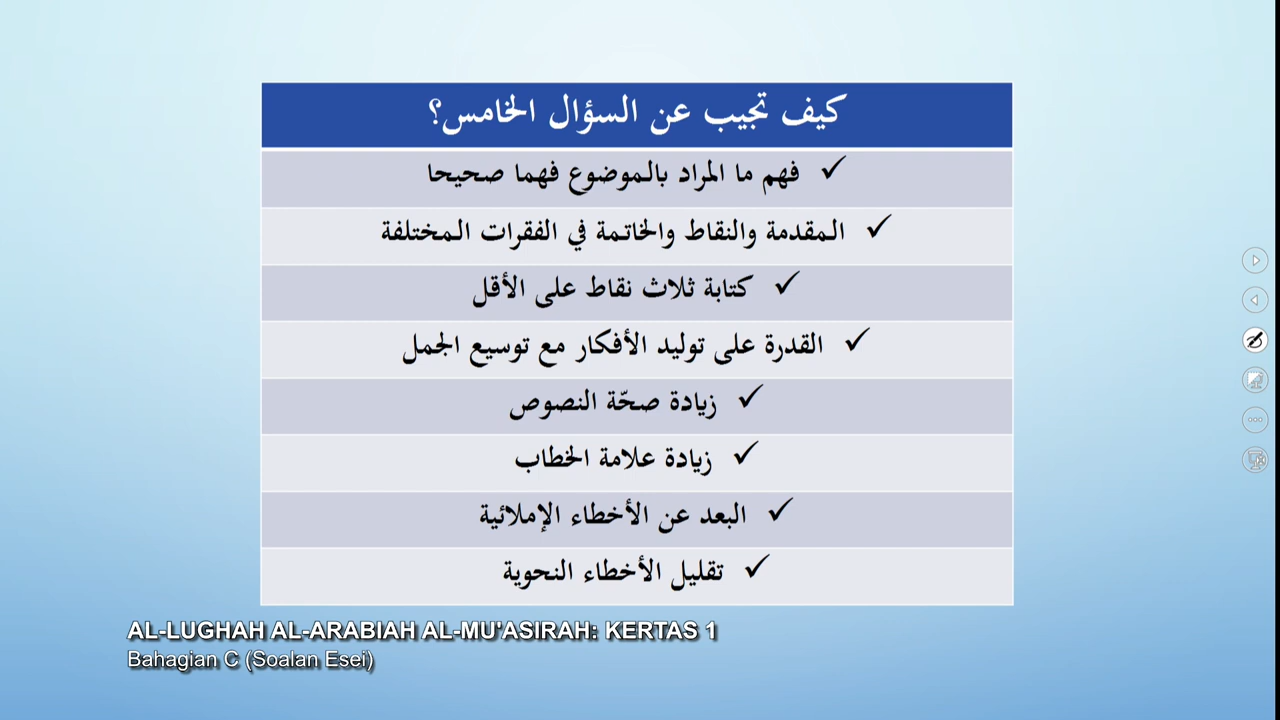 كيف تجيب عن السؤال الخامس؟
✓ فهم ما المراد بالموضوع فهما صحيحا
✓ المقدمة والنقاط والخاتمة في الفقرات المختلفة
✓ كتابة ثلاث نقاط على الأقل
✓ القدرة على توليد الأفكار مع توسيع الجمل
✓ زيادة صحّة النصوص
✓ زيادة علامة الخطاب
✓ البعد عن الأخطاء الإملائية
✓ تقليل الأخطاء النحوية
AL-LUGHAH AL-ARABIAH AL-MU'ASIRAH: KERTAS 1
Bahagian C (Soalan Esei)